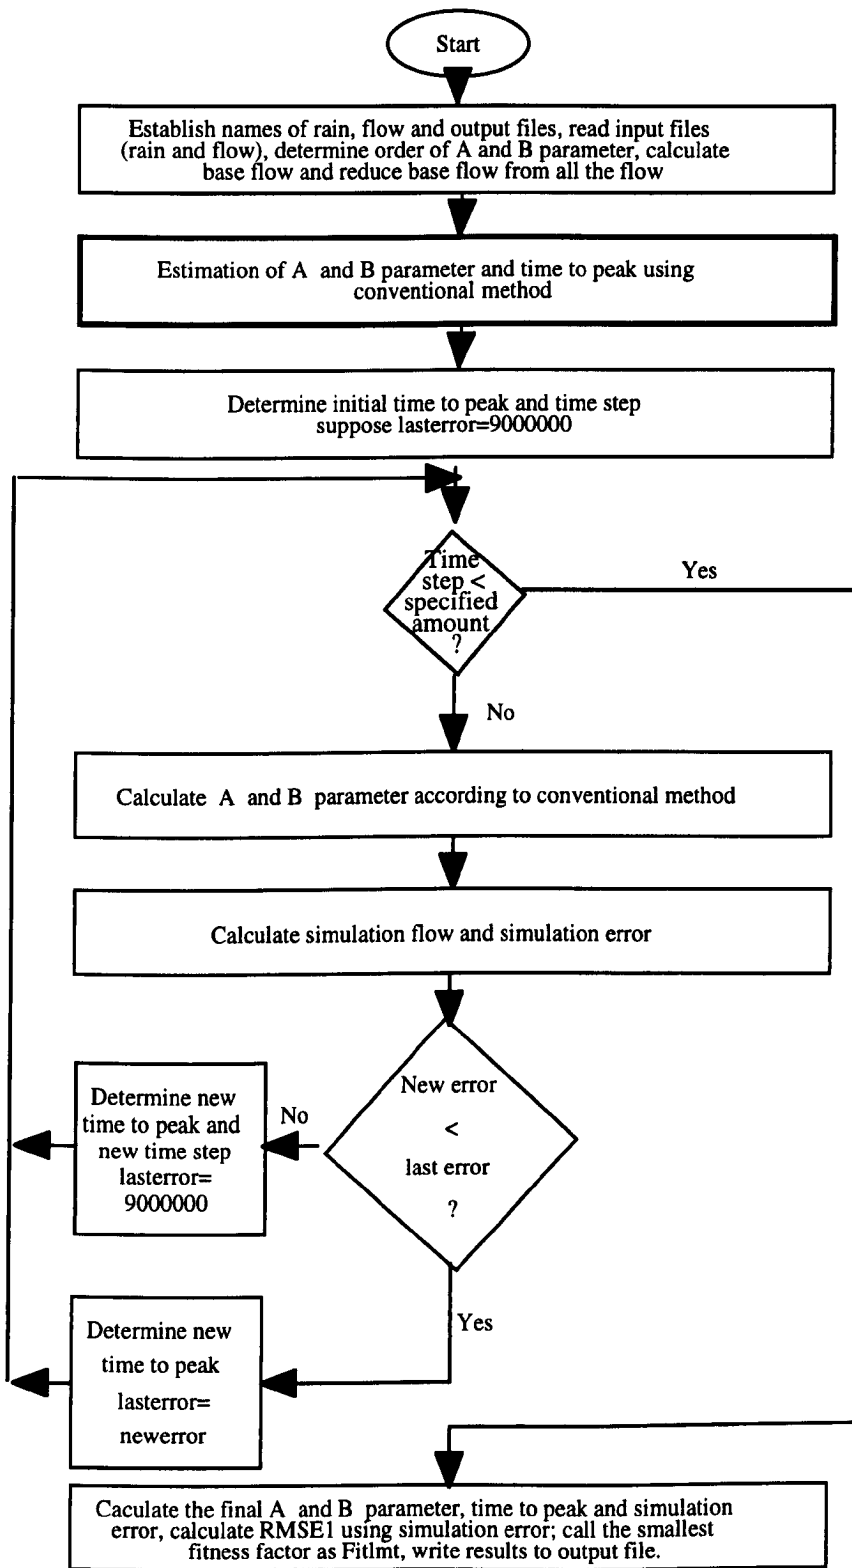 Start
Establish names of rain, flow and output files, read input files
(rain and flow), determine order of A and B parameter, calculate
base flow and reduce base flow from all the flow
Estimation of A and B parameter and time to peak using
conventional method
Determine initial time to peak and time step
suppose lasterror=9000000
Time
step <
specified
amount
?
Yes
No
Calculate A and B parameter according to conventional method
Calculate simulation flow and simulation error
New error
<
last error
?
No
Determine new
time to peak and
new time step
lasterror=
9000000
Yes
Determine new
time to peak
lasterror=
newerror
Caculate the final A and B parameter, time to peak and simulation
error, calculate RMSE1 using simulation error; call the smallest
fitness factor as Fitlmt, write results to output file.